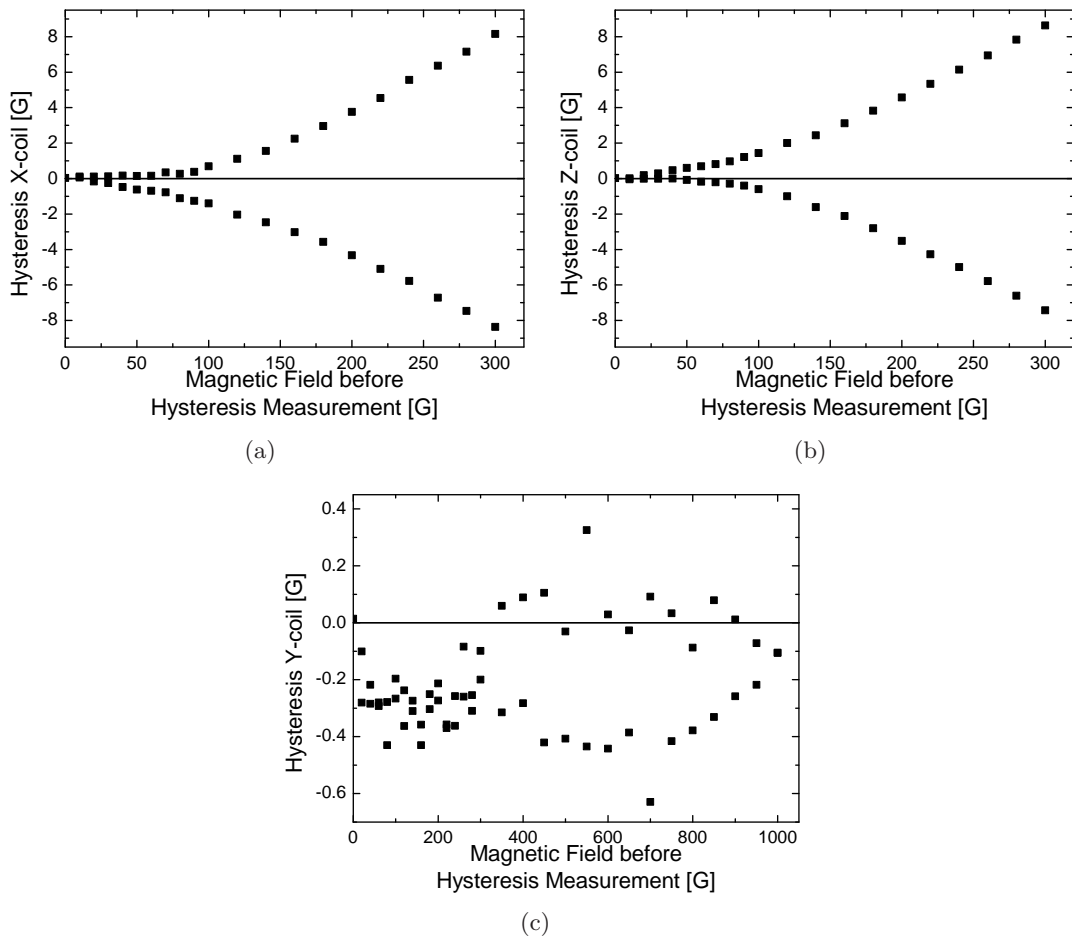 Hysteresis X-coil [G]
8
6
4
2
0
-2
-4
-6
-8
0 50 100 150 200 250 300
Magnetic Field before
Hysteresis Measurement [G]
(a)
Hysteresis Z-coil [G]
8
6
4
2
0
-2
-4
-6
-8
0 50 100 150 200 250 300
Magnetic Field before
Hysteresis Measurement [G]
(b)
Hysteresis Y-coil [G]
0.4
0.2
0.0
-0.2
-0.4
-0.6
0 200 400 600 800 1000
Magnetic Field before
Hysteresis Measurement [G]
(c)